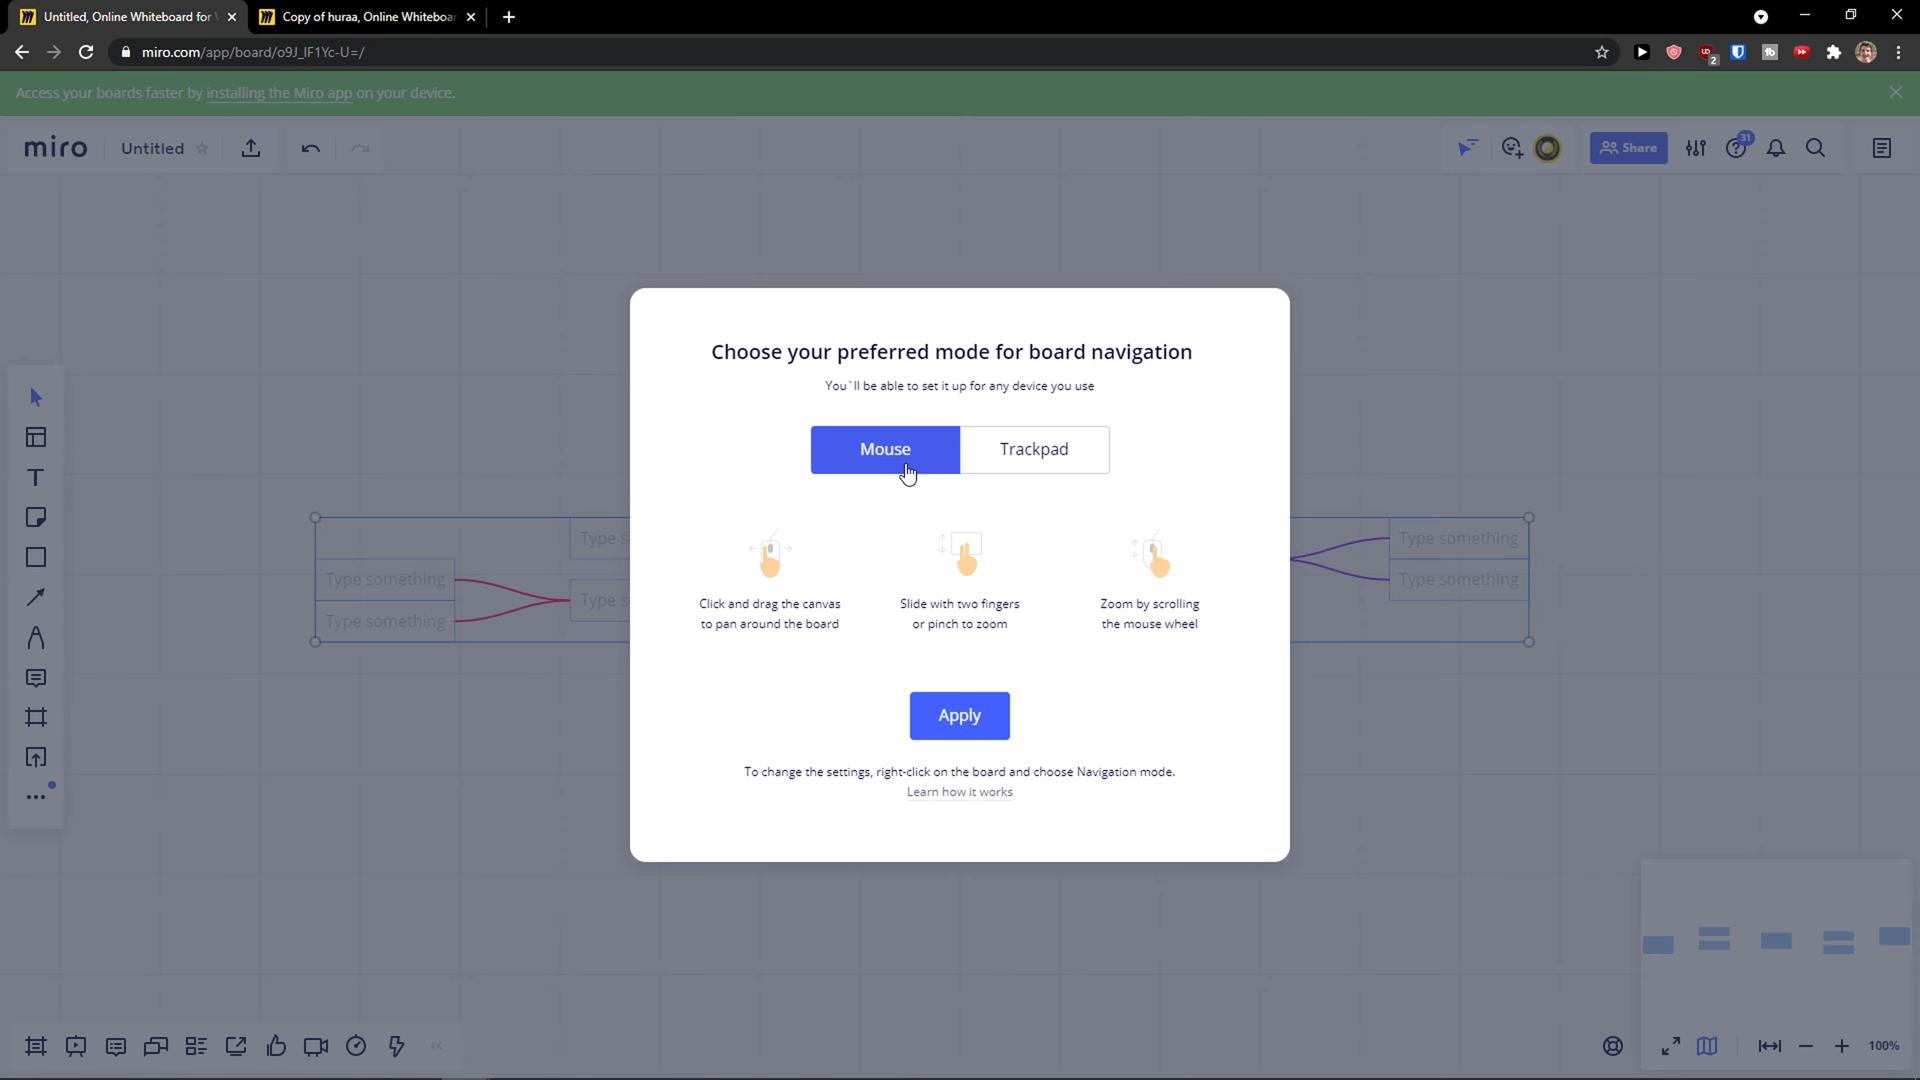 Untitled, Online Whiteboard for
Copy of huraa, Online Whiteboar
miro.com/app/board/o9J_lF1Yc-U=/
2
Access your boards faster by installing the Miro app on your device.
miro
Untitled
Share
31
Choose your preferred mode for board navigation
You`ll be able to set it up for any device you use
Mouse
Trackpad
Type s
Type something
Type something
Type something
Type s
Type something
Click and drag the canvas
to pan around the board
Slide with two fingers
or pinch to zoom
Zoom by scrolling
the mouse wheel
Apply
To change the settings, right-click on the board and choose Navigation mode.
Learn how it works
100%